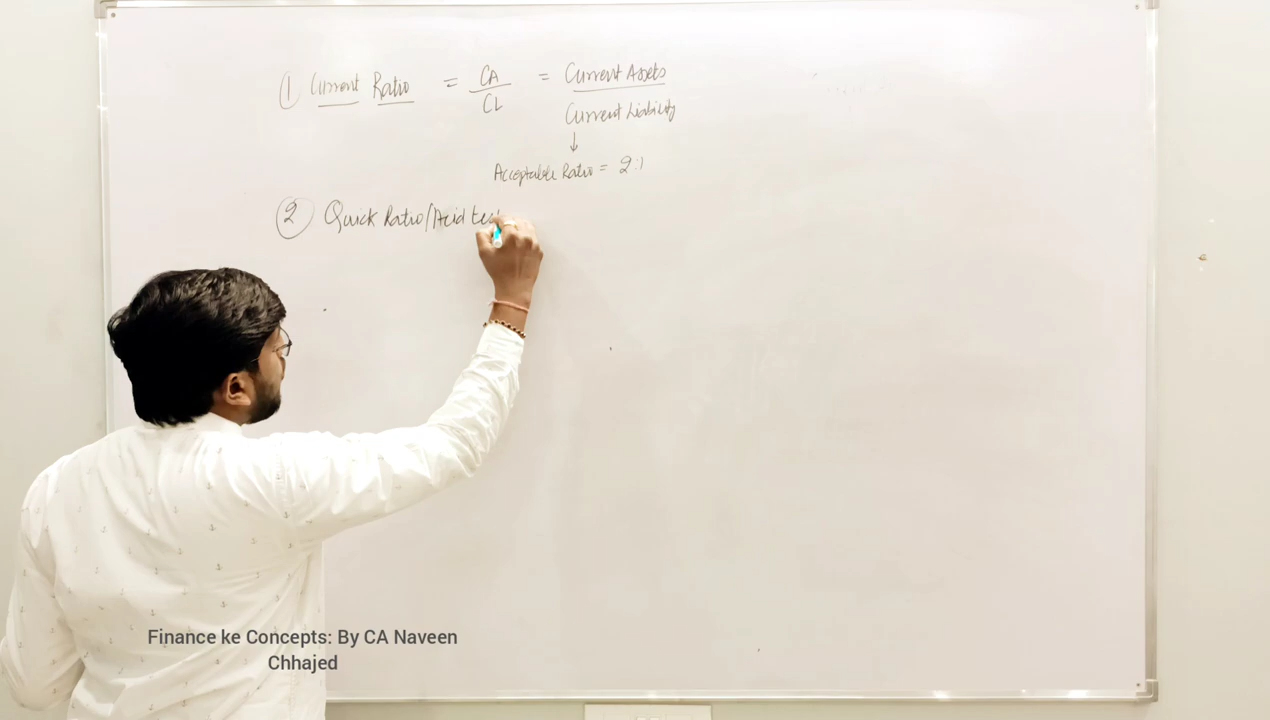 ① Current Ratio = CA / CL = Current Assets
Current Liability
↓
Acceptable Ratio = 2:1
② Quick Ratio/Acid tes
Finance ke Concepts: By CA Naveen
Chhajed